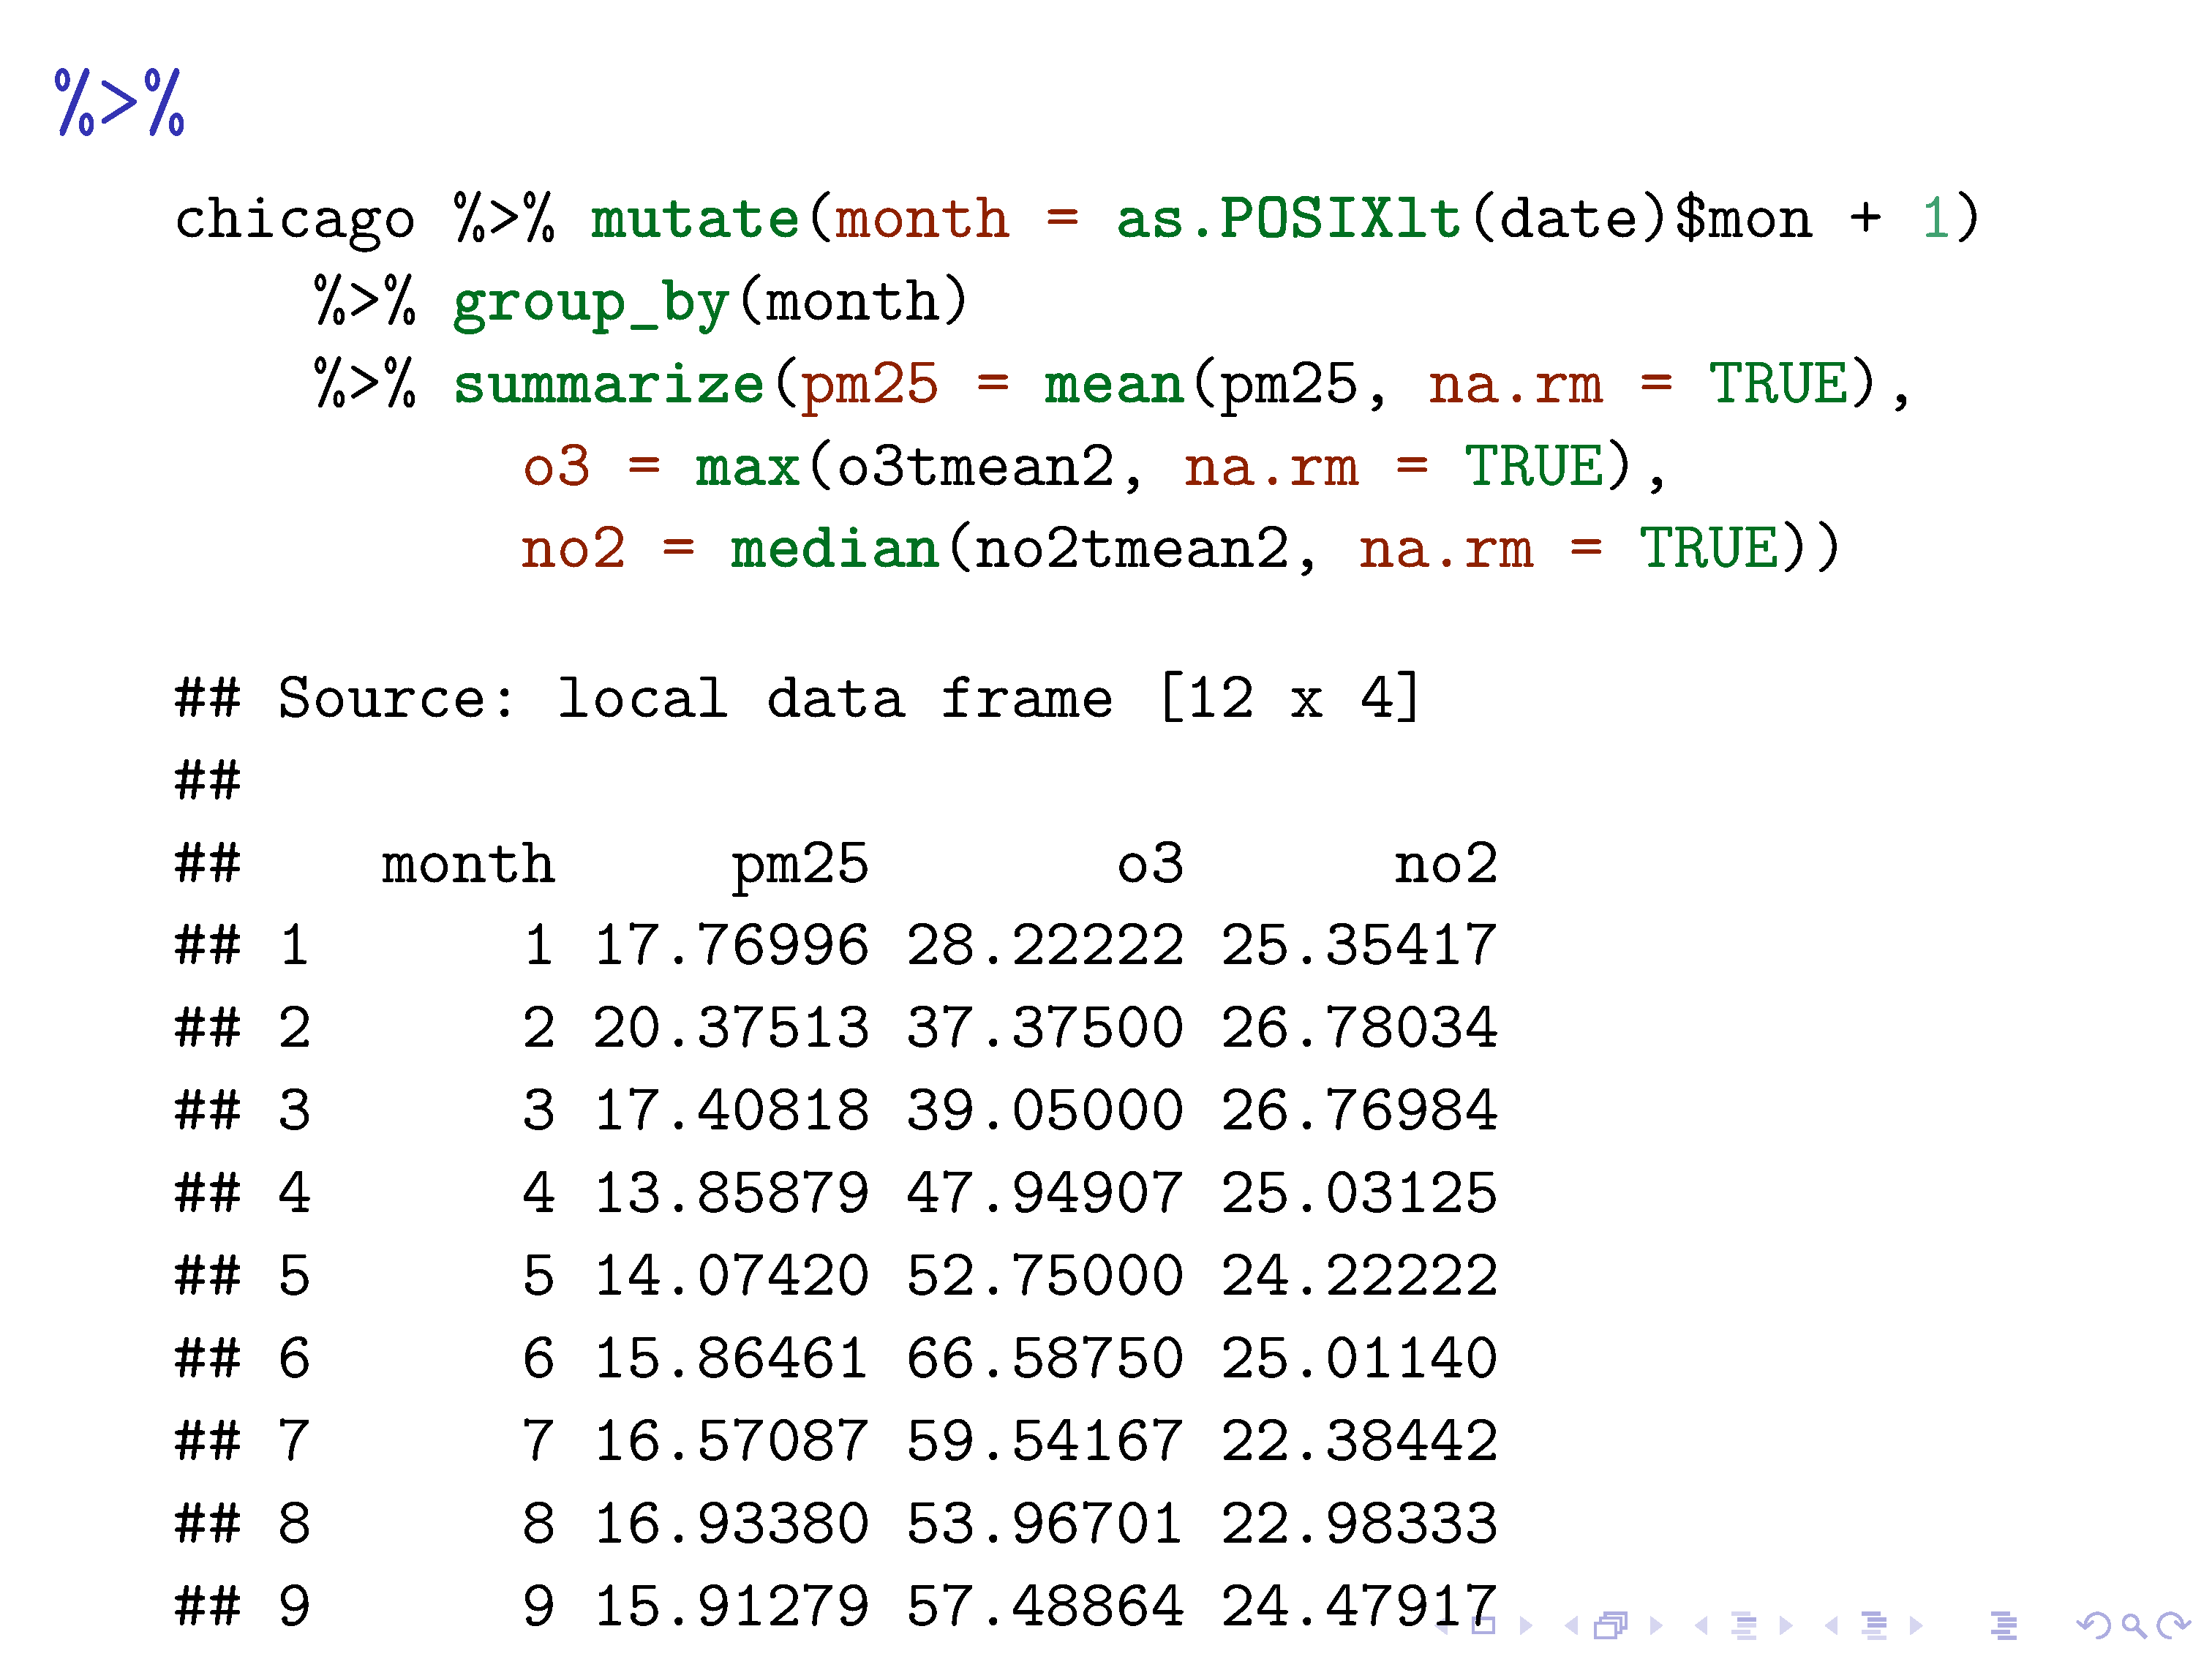 %>%
chicago %>% mutate(month = as.POSIXlt(date)$mon + 1)
    %>% group_by(month)
    %>% summarize(pm25 = mean(pm25, na.rm = TRUE),
          o3 = max(o3tmean2, na.rm = TRUE),
          no2 = median(no2tmean2, na.rm = TRUE))
## Source: local data frame [12 x 4]
##
##    month     pm25       o3      no2
## 1      1 17.76996 28.22222 25.35417
## 2      2 20.37513 37.37500 26.78034
## 3      3 17.40818 39.05000 26.76984
## 4      4 13.85879 47.94907 25.03125
## 5      5 14.07420 52.75000 24.22222
## 6      6 15.86461 66.58750 25.01140
## 7      7 16.57087 59.54167 22.38442
## 8      8 16.93380 53.96701 22.98333
## 9      9 15.91279 57.48864 24.47917